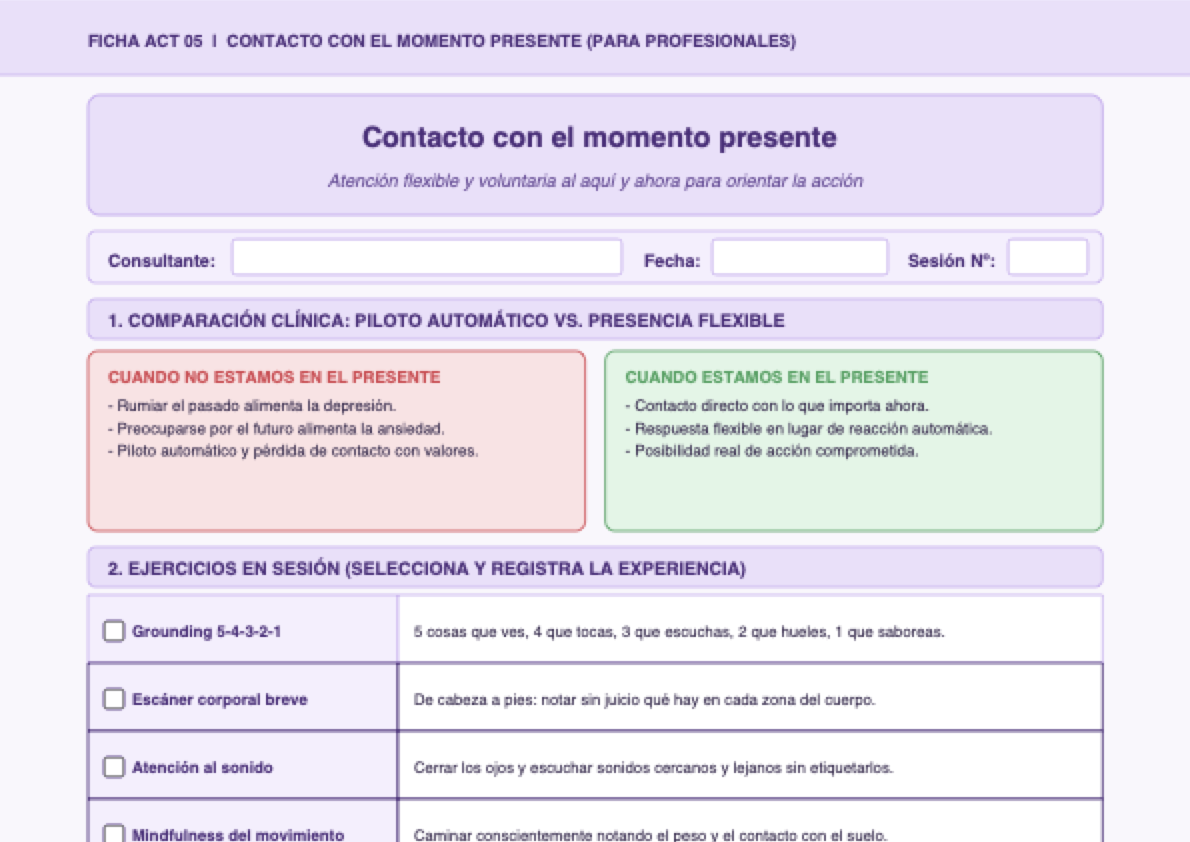 FICHA ACT 05 | CONTACTO CON EL MOMENTO PRESENTE (PARA PROFESIONALES)
Contacto con el momento presente
Atención flexible y voluntaria al aquí y ahora para orientar la acción
Consultante: Fecha: Sesión N°:
1. COMPARACIÓN CLÍNICA: PILOTO AUTOMÁTICO VS. PRESENCIA FLEXIBLE
CUANDO NO ESTAMOS EN EL PRESENTE
- Rumiar el pasado alimenta la depresión.
- Preocuparse por el futuro alimenta la ansiedad.
- Piloto automático y pérdida de contacto con valores.
CUANDO ESTAMOS EN EL PRESENTE
- Contacto directo con lo que importa ahora.
- Respuesta flexible en lugar de reacción automática.
- Posibilidad real de acción comprometida.
2. EJERCICIOS EN SESIÓN (SELECCIONA Y REGISTRA LA EXPERIENCIA)
Grounding 5-4-3-2-1 5 cosas que ves, 4 que tocas, 3 que escuchas, 2 que hueles, 1 que saboreas.
Escáner corporal breve De cabeza a pies: notar sin juicio qué hay en cada zona del cuerpo.
Atención al sonido Cerrar los ojos y escuchar sonidos cercanos y lejanos sin etiquetarlos.
Mindfulness del movimiento Caminar conscientemente notando el peso y el contacto con el suelo.